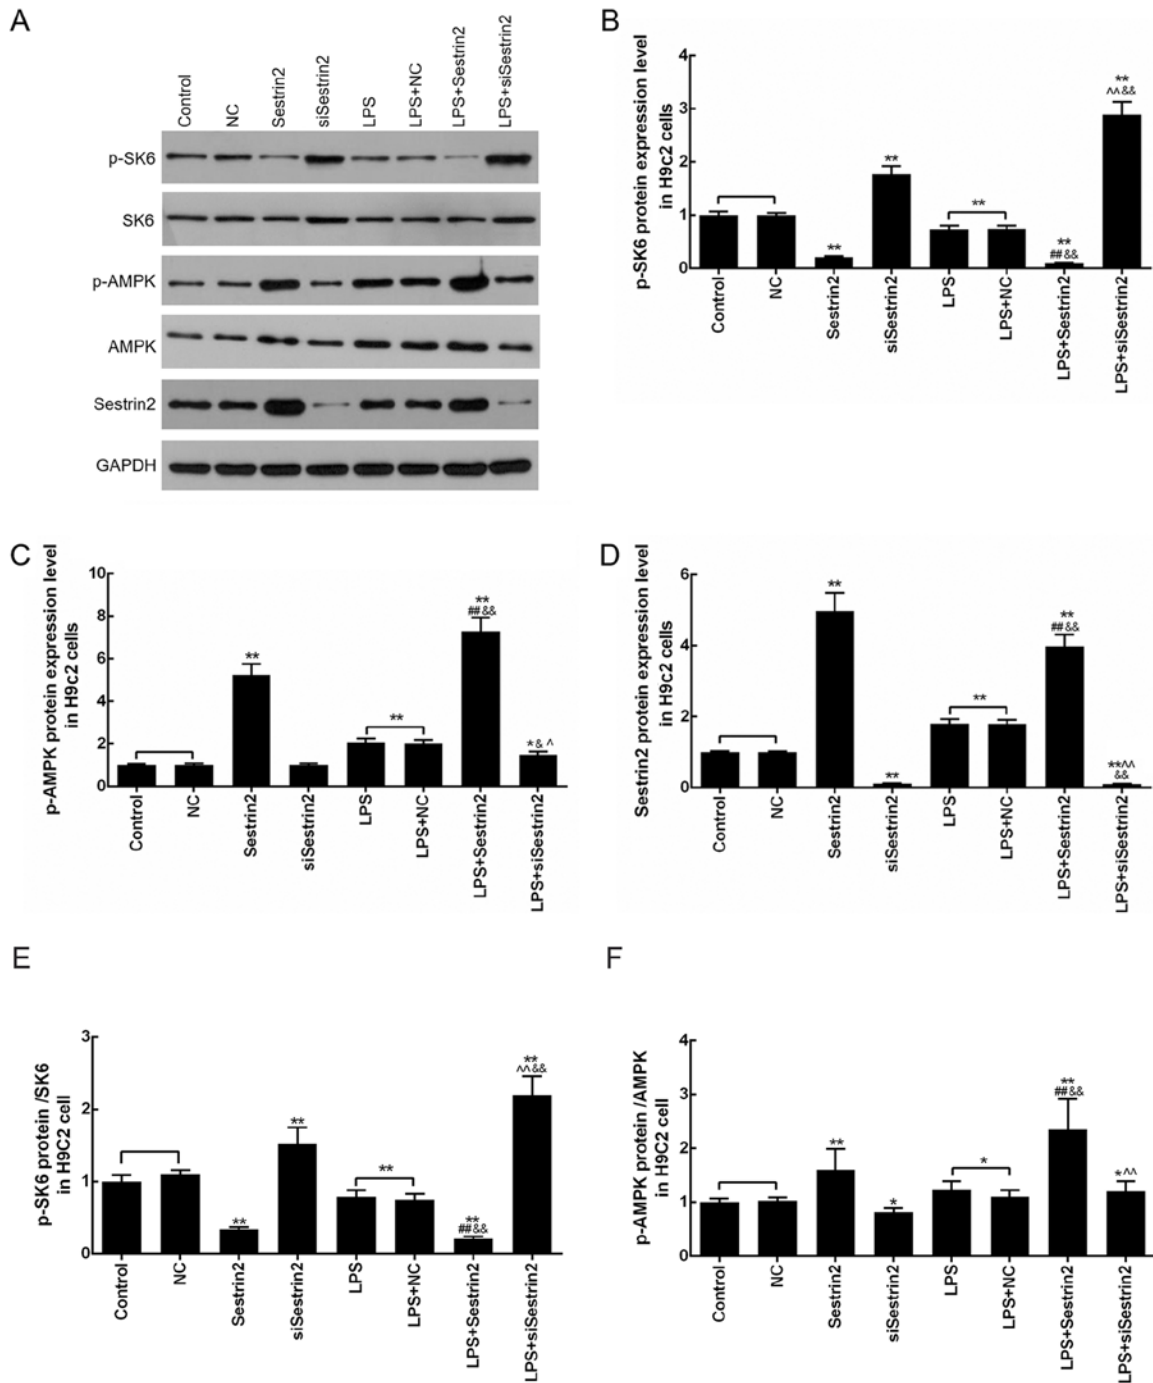 A
Control
NC
Sestrin2
siSestrin2
LPS
LPS+NC
LPS+Sestrin2
LPS+siSestrin2
p-SK6
SK6
p-AMPK
AMPK
Sestrin2
GAPDH
B
p-SK6 protein expression level
in H9c2 cells
4
3
2
1
0
**
**
**
**
##&&
**
^^&&
Control
NC
Sestrin2
siSestrin2
LPS
LPS+NC
LPS+Sestrin2
LPS+siSestrin2
C
p-AMPK protein expression level
in H9c2 cells
10
8
6
4
2
0
**
**
**
##&&
*&^
Control
NC
Sestrin2
siSestrin2
LPS
LPS+NC
LPS+Sestrin2
LPS+siSestrin2
D
Sestrin2 protein expression level
in H9c2 cells
6
4
2
0
**
**
**
**
##&&
**^^
&&
Control
NC
Sestrin2
siSestrin2
LPS
LPS+NC
LPS+Sestrin2
LPS+siSestrin2
E
p-SK6 protein /SK6
in H9C2 cell
3
2
1
0
**
**
**
**
##&&
**
^^&&
Control
NC
Sestrin2
siSestrin2
LPS
LPS+NC
LPS+Sestrin2
LPS+siSestrin2
F
p-AMPK protein /AMPK
in H9C2 cell
4
3
2
1
0
**
*
*
**
##&&
*^^
Control
NC
Sestrin2
siSestrin2
LPS
LPS+NC
LPS+Sestrin2
LPS+siSestrin2